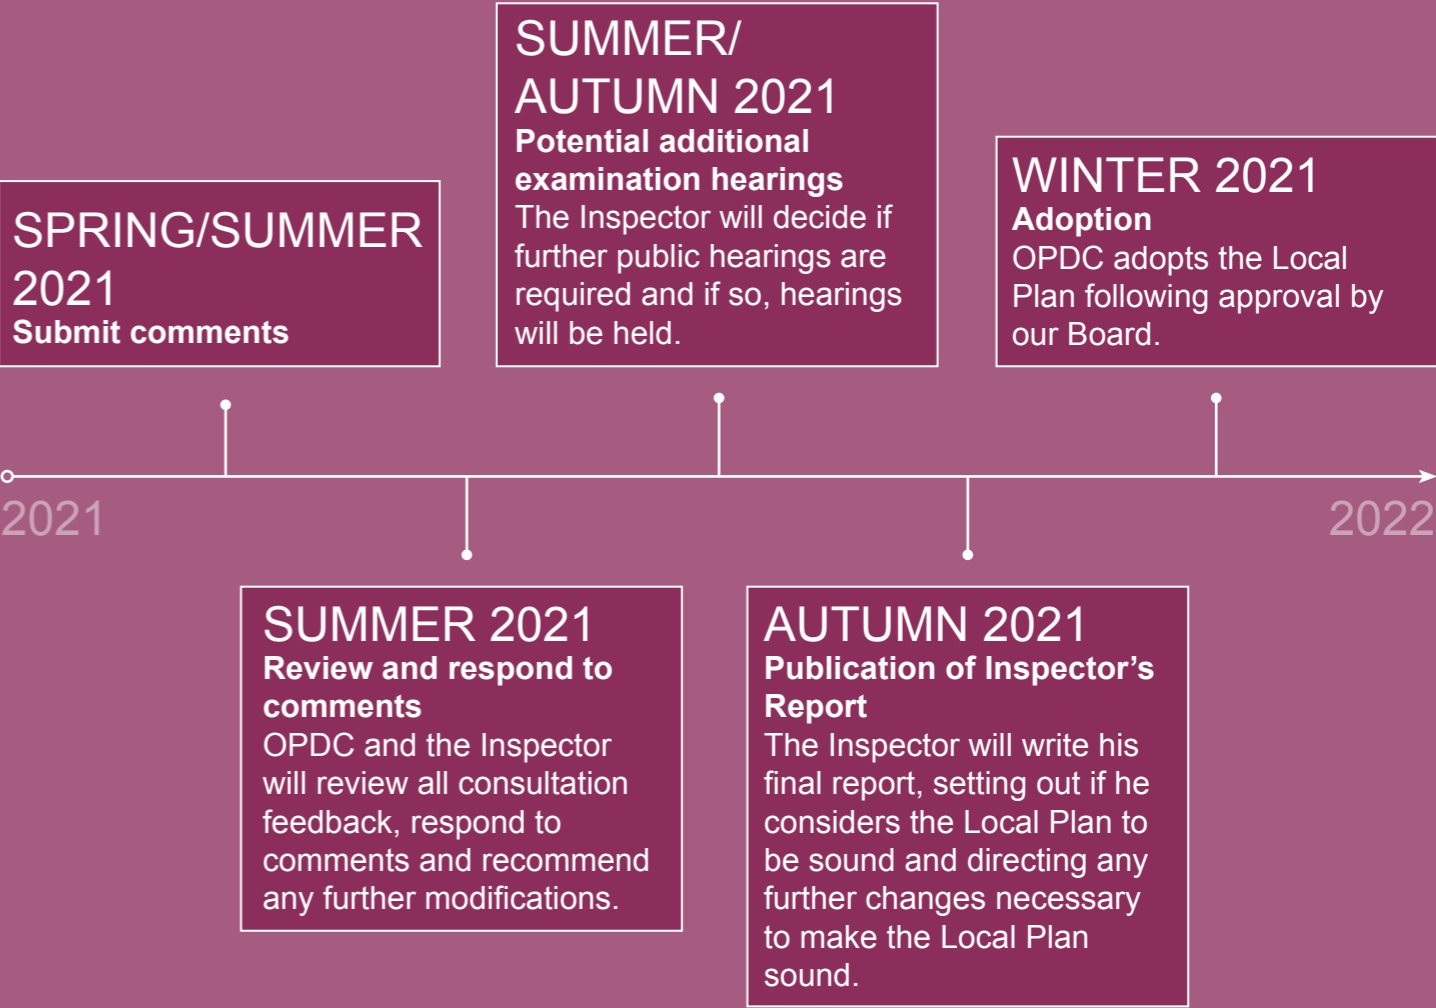 SPRING/SUMMER
2021
Submit comments
SUMMER/
AUTUMN 2021
Potential additional
examination hearings
The Inspector will decide if
further public hearings are
required and if so, hearings
will be held.
WINTER 2021
Adoption
OPDC adopts the Local
Plan following approval by
our Board.
2021
2022
SUMMER 2021
Review and respond to
comments
OPDC and the Inspector
will review all consultation
feedback, respond to
comments and recommend
any further modifications.
AUTUMN 2021
Publication of Inspector’s
Report
The Inspector will write his
final report, setting out if he
considers the Local Plan to
be sound and directing any
further changes necessary
to make the Local Plan
sound.